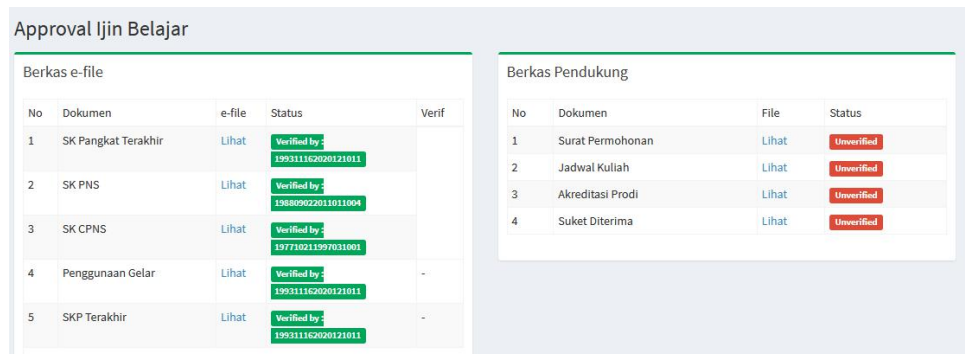 Approval Ijin Belajar
Berkas e-file
No Dokumen e-file Status Verif
1 SK Pangkat Terakhir Lihat Verified by :
199311162020121011
2 SK PNS Lihat Verified by :
198809022011011004
3 SK CPNS Lihat Verified by :
197710211997031001
4 Penggunaan Gelar Lihat Verified by : -
199311162020121011
5 SKP Terakhir Lihat Verified by : -
199311162020121011
Berkas Pendukung
No Dokumen File Status
1 Surat Permohonan Lihat Unverified
2 Jadwal Kuliah Lihat Unverified
3 Akreditasi Prodi Lihat Unverified
4 Suket Diterima Lihat Unverified